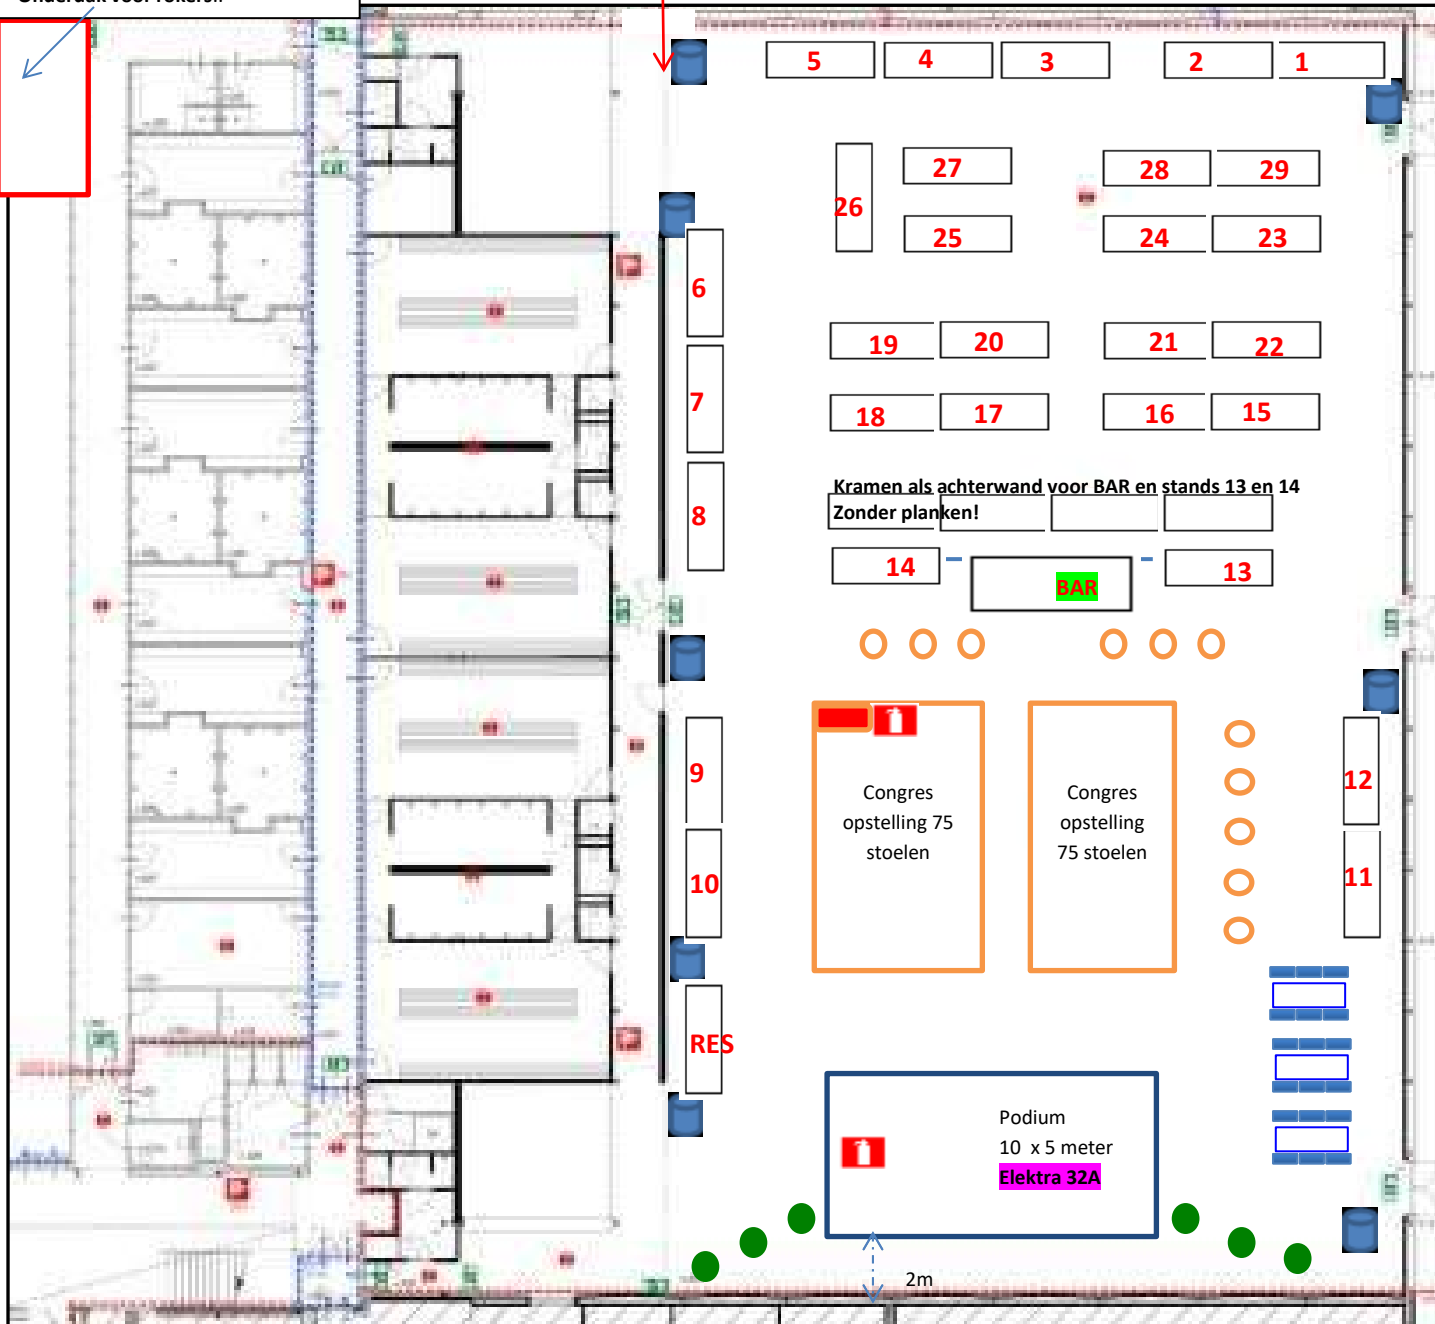 Onderdak voor rokers!!
5 4 3 2 1
27 28 29
26
25 24 23
6
19 20 21 22
7
18 17 16 15
Kramen als achterwand voor BAR en stands 13 en 14
Zonder planken!
8
14 BAR 13
9
12
Congres
opstelling 75
stoelen
Congres
opstelling
75 stoelen
10
11
RES
Podium
10 x 5 meter
Elektra 32A
2m